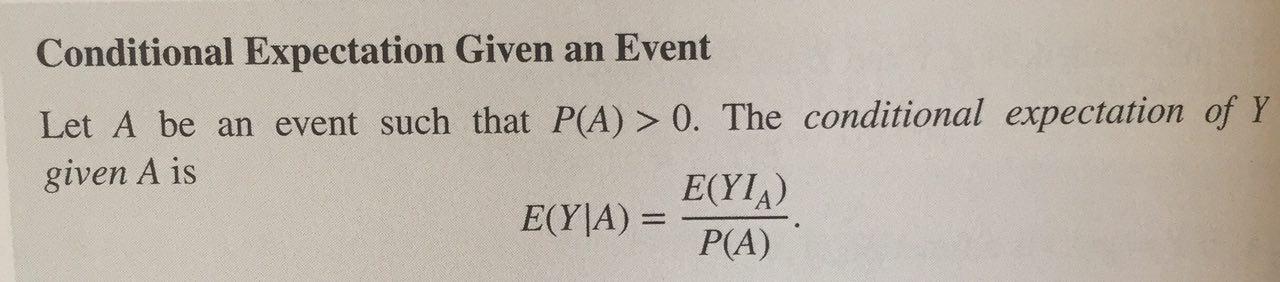 Conditional Expectation Given an Event
Let A be an event such that P(A) > 0. The conditional expectation of Y
given A is
E(Y|A) = E(YI_A) / P(A).